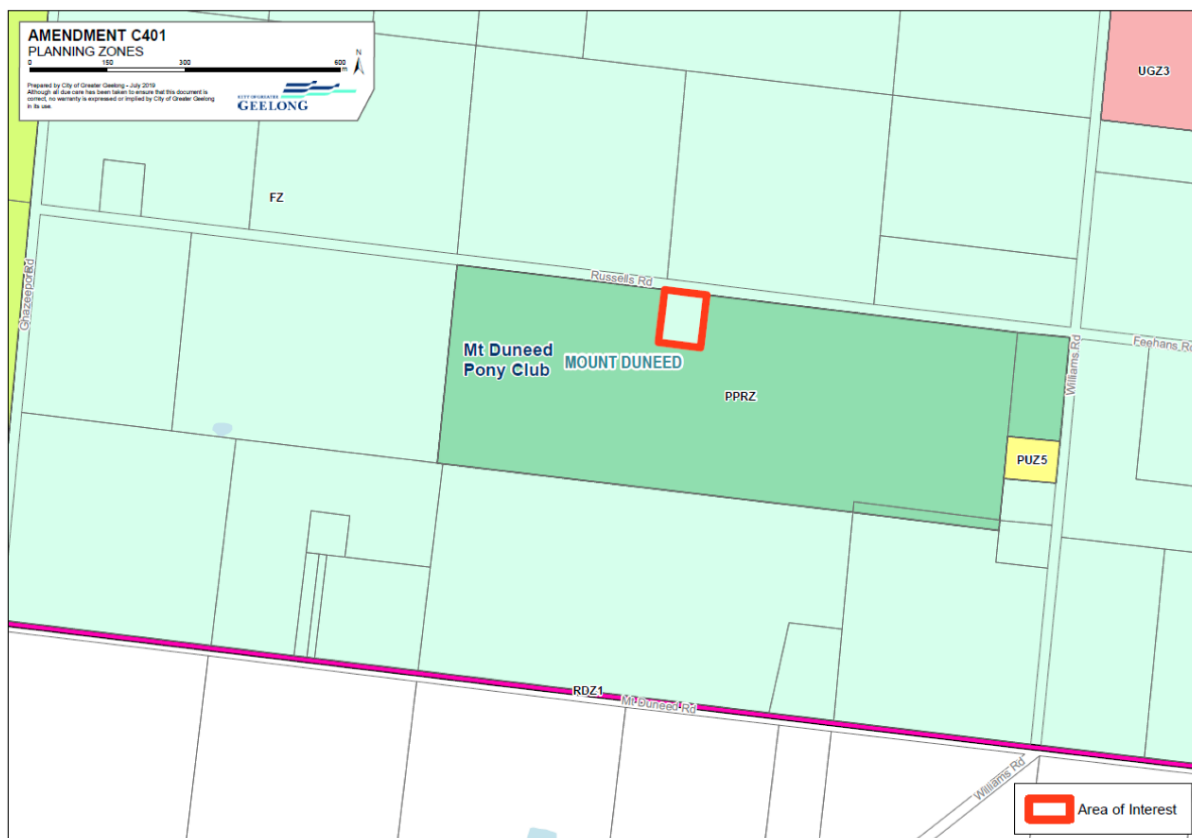 AMENDMENT C401
PLANNING ZONES
0 150 300 600
m
N
Prepared by City of Greater Geelong - July 2019
Although all due care has been taken to ensure that this document is
correct, no warranty is expressed or implied by City of Greater Geelong
in its use.
CITY OF GREATER
GEELONG
UGZ3
FZ
Ghazeepore Rd
Russells Rd
Feehans Rd
Williams Rd
Mt Duneed
Pony Club
MOUNT DUNEED
PPRZ
PUZ5
RDZ1
Mt Duneed Rd
Williams Rd
Area of Interest